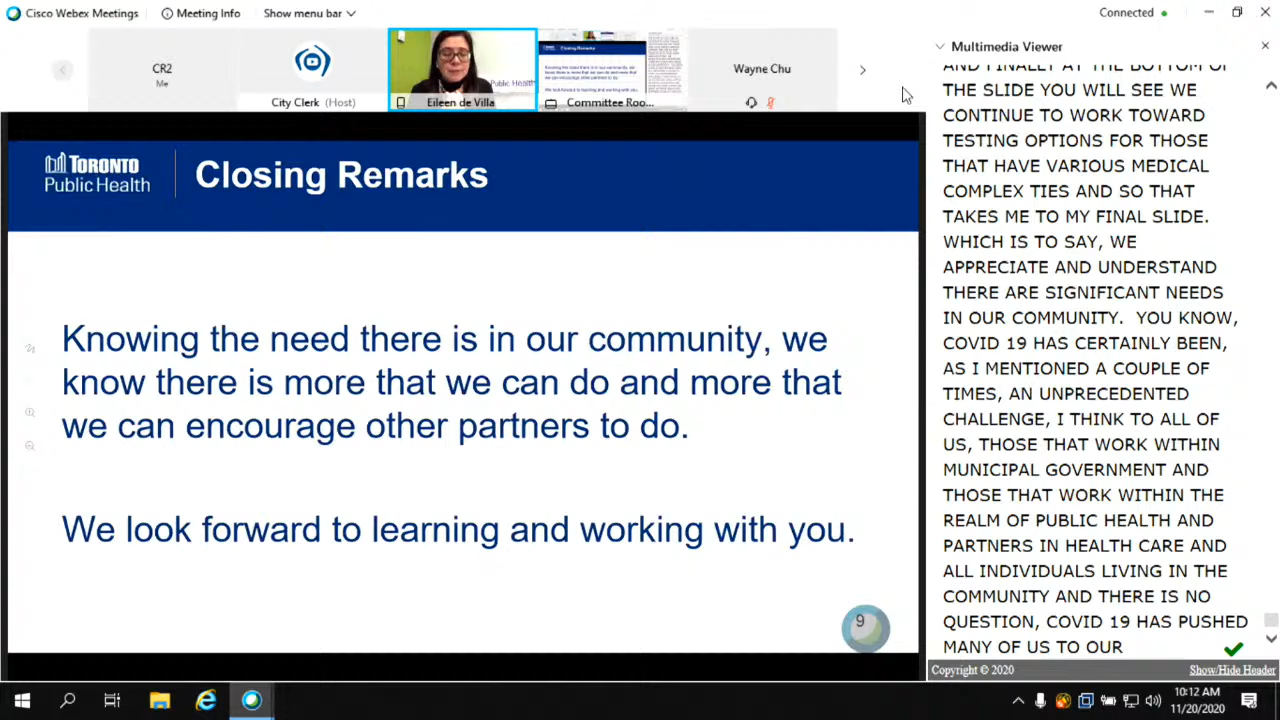 Cisco Webex Meetings
Meeting Info
Show menu bar
Connected
CR2
Me
City Clerk (Host)
Public Health
Eileen de Villa
Closing Remarks
Committee Roo...
Wayne Chu
TORONTO
Public Health
Closing Remarks
Knowing the need there is in our community, we
know there is more that we can do and more that
we can encourage other partners to do.
We look forward to learning and working with you.
9
Multimedia Viewer
THE SLIDE YOU WILL SEE WE
CONTINUE TO WORK TOWARD
TESTING OPTIONS FOR THOSE
THAT HAVE VARIOUS MEDICAL
COMPLEX TIES AND SO THAT
TAKES ME TO MY FINAL SLIDE.
WHICH IS TO SAY, WE
APPRECIATE AND UNDERSTAND
THERE ARE SIGNIFICANT NEEDS
IN OUR COMMUNITY. YOU KNOW,
COVID 19 HAS CERTAINLY BEEN,
AS I MENTIONED A COUPLE OF
TIMES, AN UNPRECEDENTED
CHALLENGE, I THINK TO ALL OF
US, THOSE THAT WORK WITHIN
MUNICIPAL GOVERNMENT AND
THOSE THAT WORK WITHIN THE
REALM OF PUBLIC HEALTH AND
PARTNERS IN HEALTH CARE AND
ALL INDIVIDUALS LIVING IN THE
COMMUNITY AND THERE IS NO
QUESTION, COVID 19 HAS PUSHED
MANY OF US TO OUR
Copyright © 2020
Show/Hide Header
10:12 AM
11/20/2020